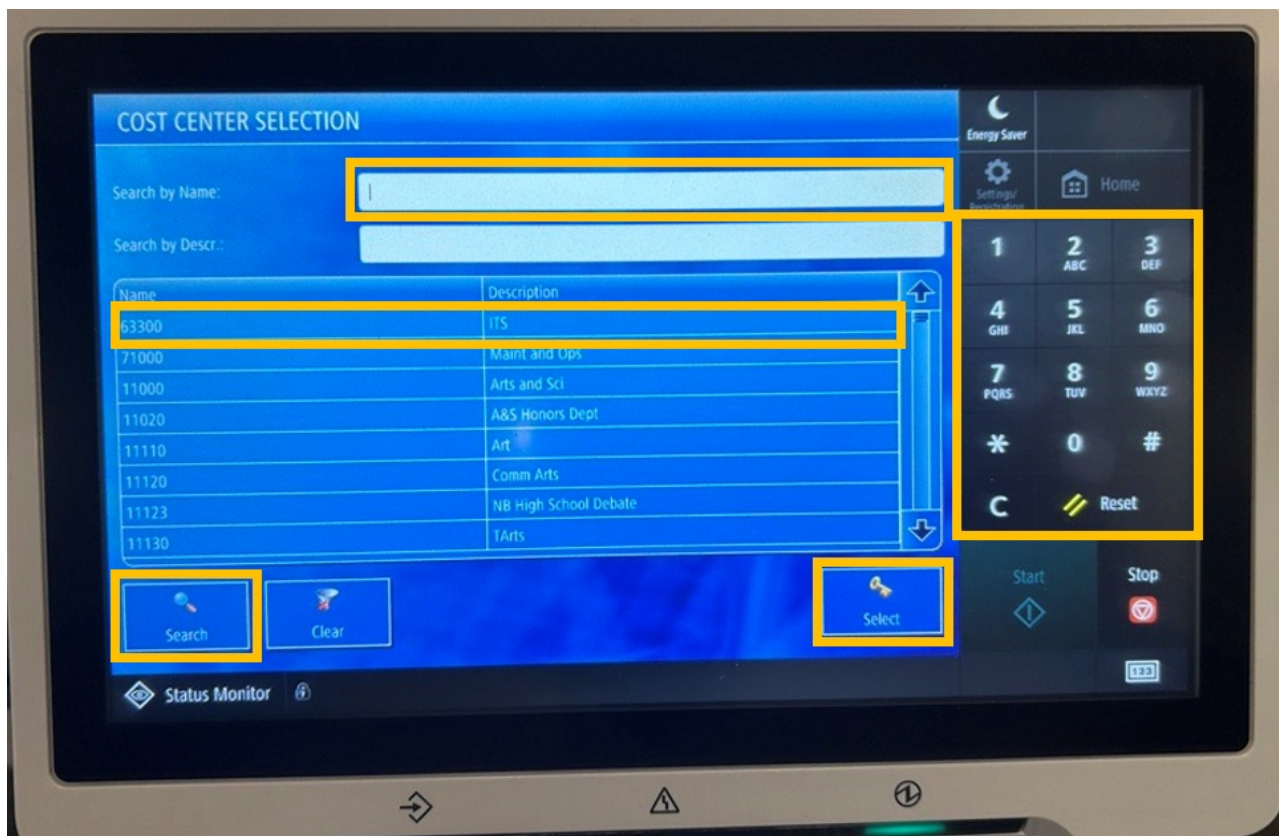 COST CENTER SELECTION
Energy Saver
Search by Name:
Settings/
Registration
Home
Search by Descr.:
Name Description
63300 ITS
71000 Maint and Ops
11000 Arts and Sci
11020 A&S Honors Dept
11110 Art
11120 Comm Arts
11123 NB High School Debate
11130 TArts
1 2 3
ABC DEF
4 5 6
GHI JKL MNO
7 8 9
PQRS TUV WXYZ
* 0 #
C Reset
Search Clear Select
Start Stop
Status Monitor
123